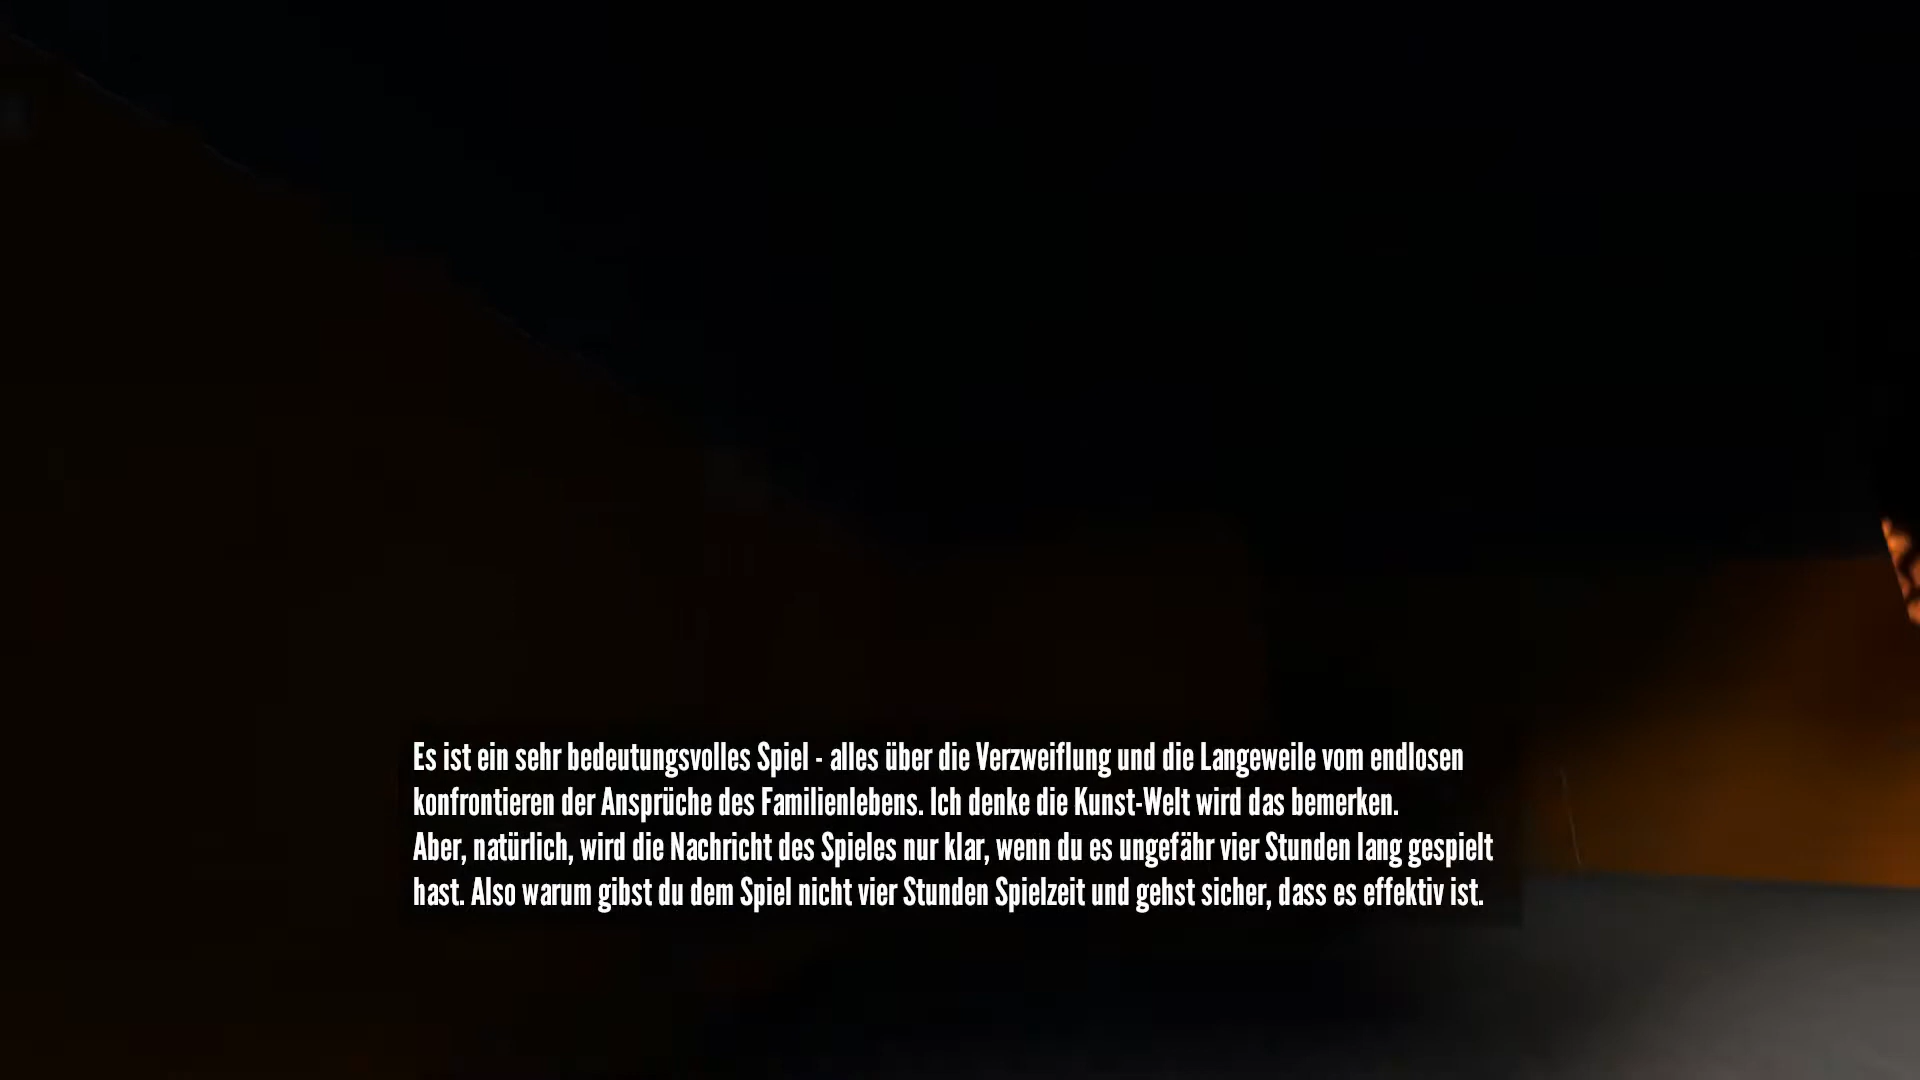 Es ist ein sehr bedeutungsvolles Spiel - alles über die Verzweiflung und die Langeweile vom endlosen
konfrontieren der Ansprüche des Familienlebens. Ich denke die Kunst-Welt wird das bemerken.
Aber, natürlich, wird die Nachricht des Spieles nur klar, wenn du es ungefähr vier Stunden lang gespielt
hast. Also warum gibst du dem Spiel nicht vier Stunden Spielzeit und gehst sicher, dass es effektiv ist.